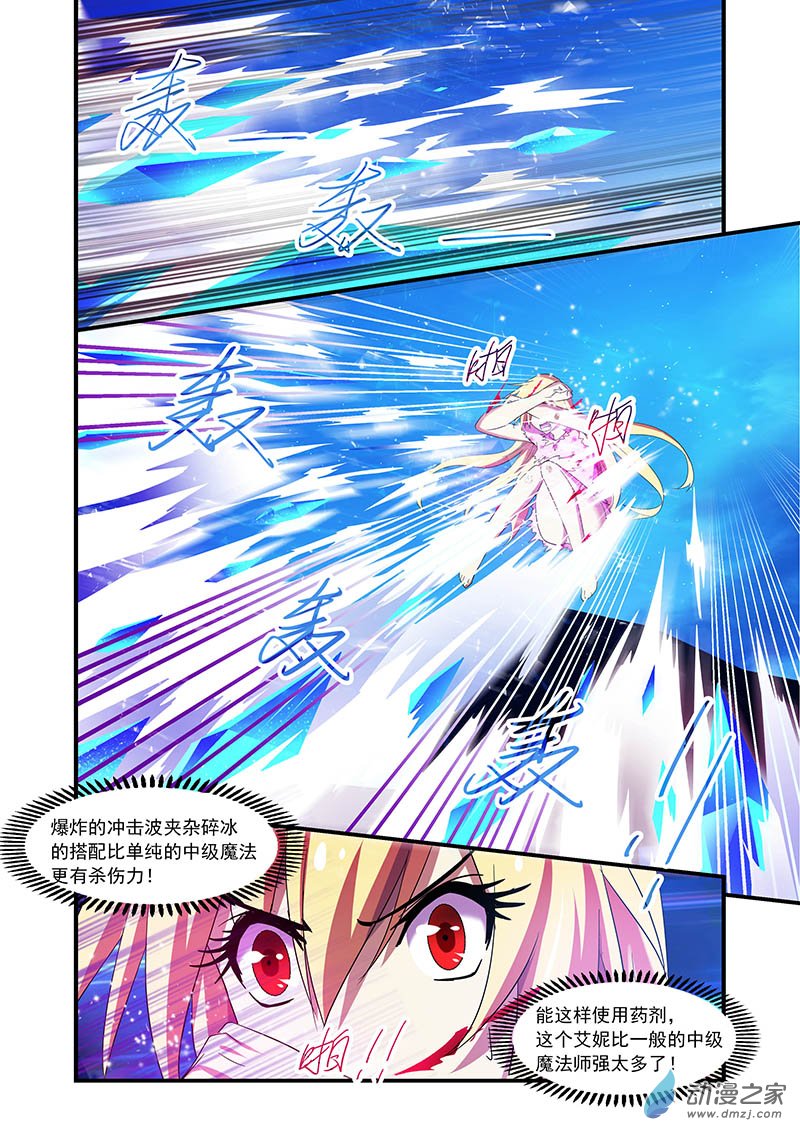 轰——
轰——
啪
啪
轰
轰
轰!!
爆炸的冲击波夹杂碎冰
的搭配比单纯的中级魔法
更有杀伤力！
能这样使用药剂，
这个艾妮比一般的中级
魔法师强太多了！
啪!!
动漫之家
www.dmzj.com